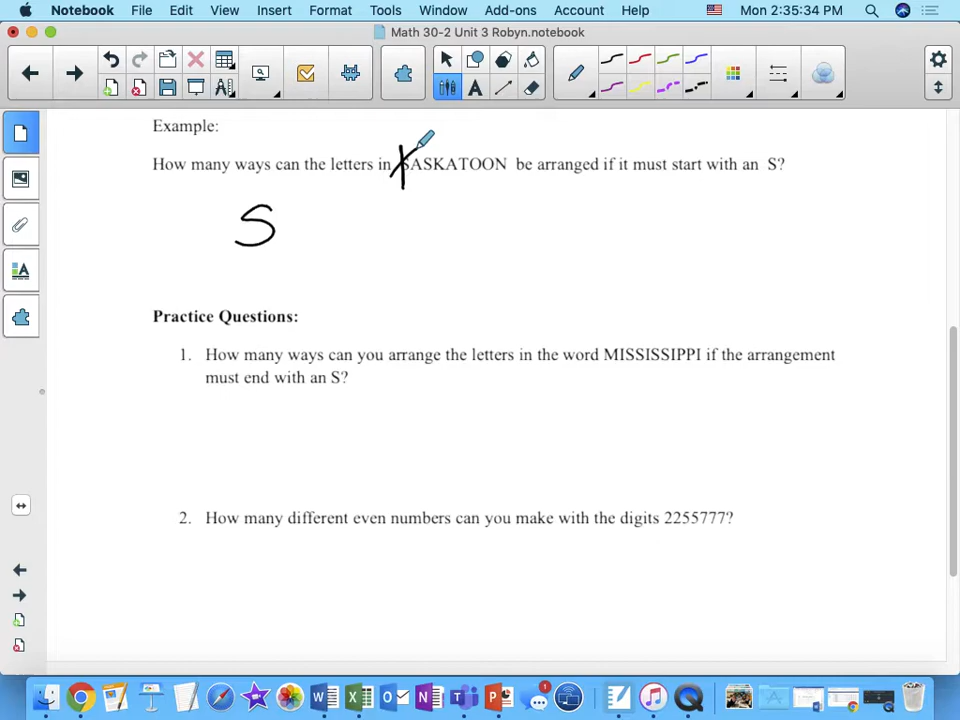 Notebook File Edit View Insert Format Tools Window Add-ons Account Help Mon 2:35:34 PM
Math 30-2 Unit 3 Robyn.notebook
Example:
How many ways can the letters in SASKATOON be arranged if it must start with an S?
S
Practice Questions:
1. How many ways can you arrange the letters in the word MISSISSIPPI if the arrangement
must end with an S?
2. How many different even numbers can you make with the digits 2255777?